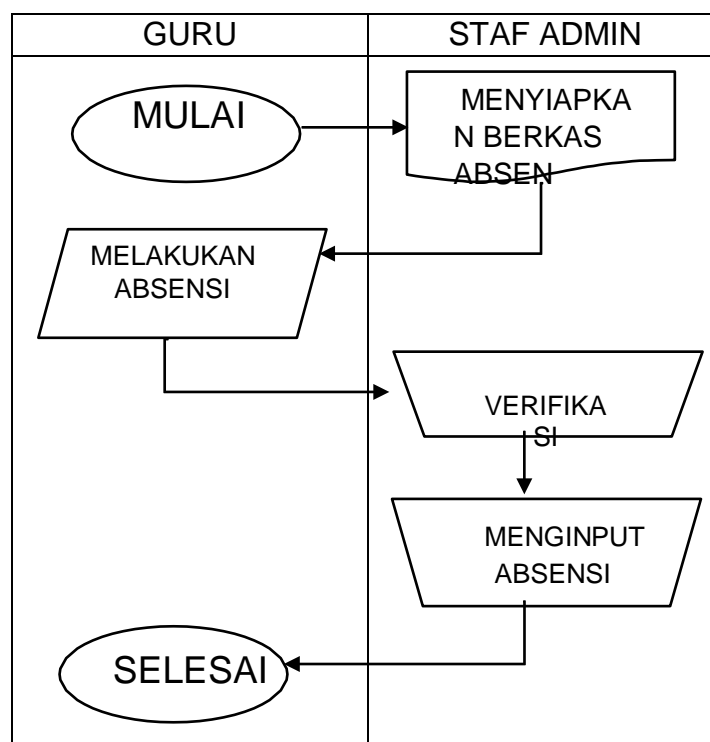 GURU
STAF ADMIN
MULAI
MENYIAPKA
N BERKAS
ABSEN
MELAKUKAN
ABSENSI
VERIFIKA
SI
MENGINPUT
ABSENSI
SELESAI